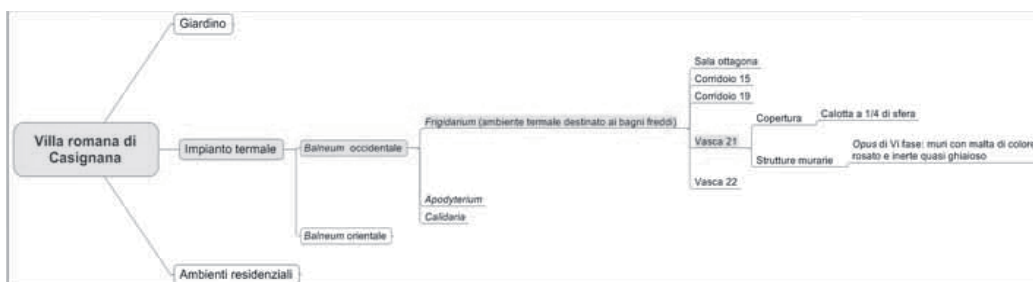 Giardino
Villa romana di
Casignana
Impianto termale
Balneum occidentale
Frigidarium (ambiente termale destinato ai bagni freddi)
Sala ottagona
Corridoio 15
Corridoio 19
Vasca 21
Copertura
Calotta a 1/4 di sfera
Strutture murarie
Opus di VI fase: muri con malta di colore
rosato e inerte quasi ghiaioso
Vasca 22
Apodyterium
Calidaria
Balneum orientale
Ambienti residenziali